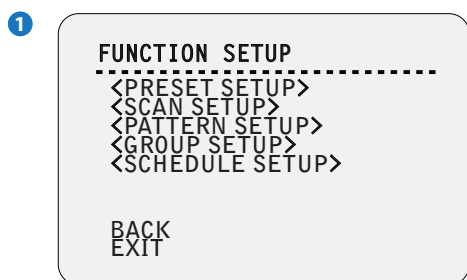 1
FUNCTION SETUP
<PRESET SETUP>
<SCAN SETUP>
<PATTERN SETUP>
<GROUP SETUP>
<SCHEDULE SETUP>
BACK
EXIT